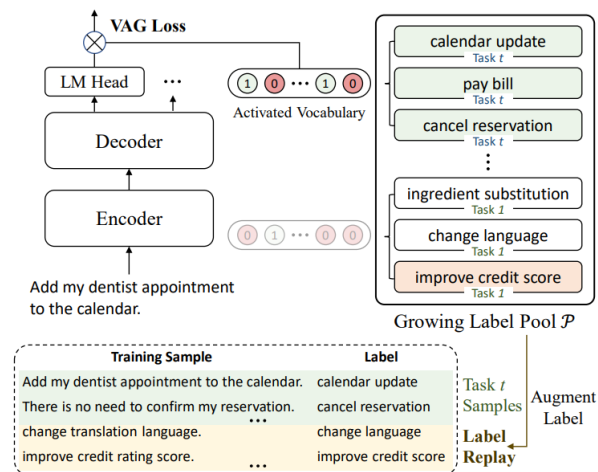 VAG Loss
LM Head
...
Decoder
Encoder
Add my dentist appointment
to the calendar.
1 0 ... 1 0
Activated Vocabulary
0 1 ... 0 0
calendar update
Task t
pay bill
Task t
cancel reservation
Task t
...
ingredient substitution
Task 1
change language
Task 1
improve credit score
Task 1
Growing Label Pool 𝒫
Training Sample Label
Add my dentist appointment to the calendar. calendar update
There is no need to confirm my reservation. cancel reservation
...
change translation language. change language
improve credit rating score. improve credit score
...
Task t
Samples
Label
Replay
Augment
Label